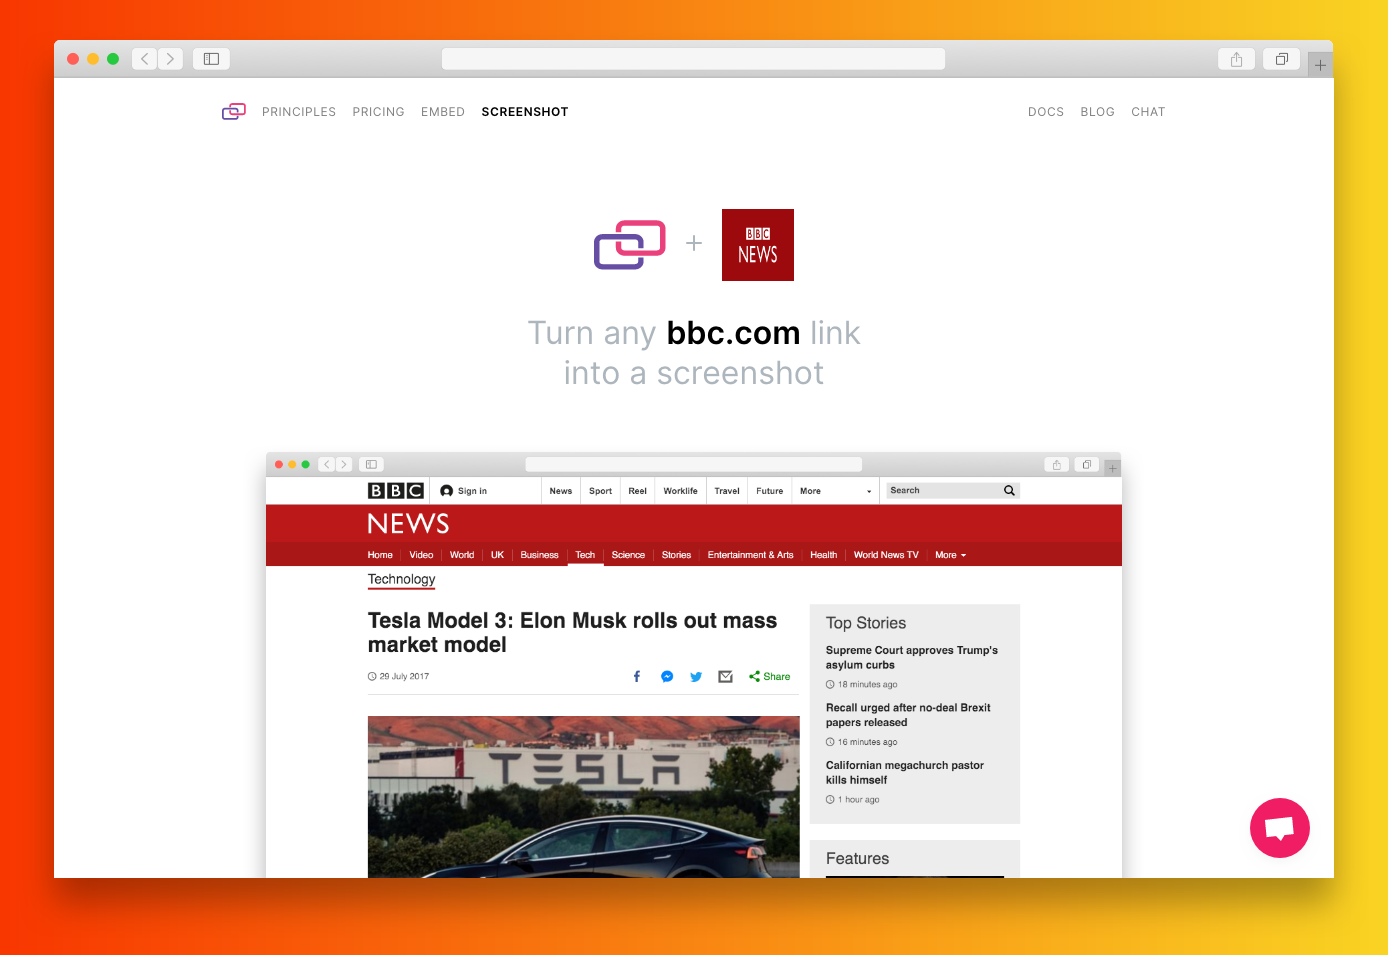 PRINCIPLES PRICING EMBED SCREENSHOT DOCS BLOG CHAT
BBC
NEWS
Turn any bbc.com link
into a screenshot
BBC Sign in News Sport Reel Worklife Travel Future More Search
NEWS
Home Video World UK Business Tech Science Stories Entertainment & Arts Health World News TV More
Technology
Tesla Model 3: Elon Musk rolls out mass
market model
29 July 2017 Share
TESLA
Top Stories
Supreme Court approves Trump's
asylum curbs
18 minutes ago
Recall urged after no-deal Brexit
papers released
16 minutes ago
Californian megachurch pastor
kills himself
1 hour ago
Features